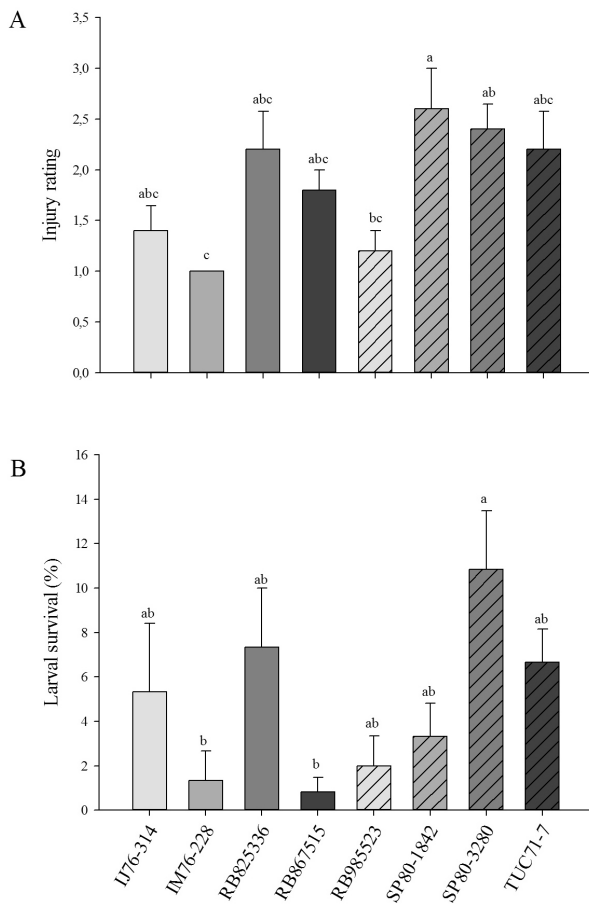 A
3,5
3,0
2,5
2,0
1,5
1,0
0,5
0,0
Injury rating
abc
c
abc
abc
bc
a
ab
abc
B
16
14
12
10
8
6
4
2
0
Larval survival (%)
ab
b
ab
b
ab
ab
a
ab
IJ76-314
IM76-228
RB825336
RB867515
RB985523
SP80-1842
SP80-3280
TUC71-7